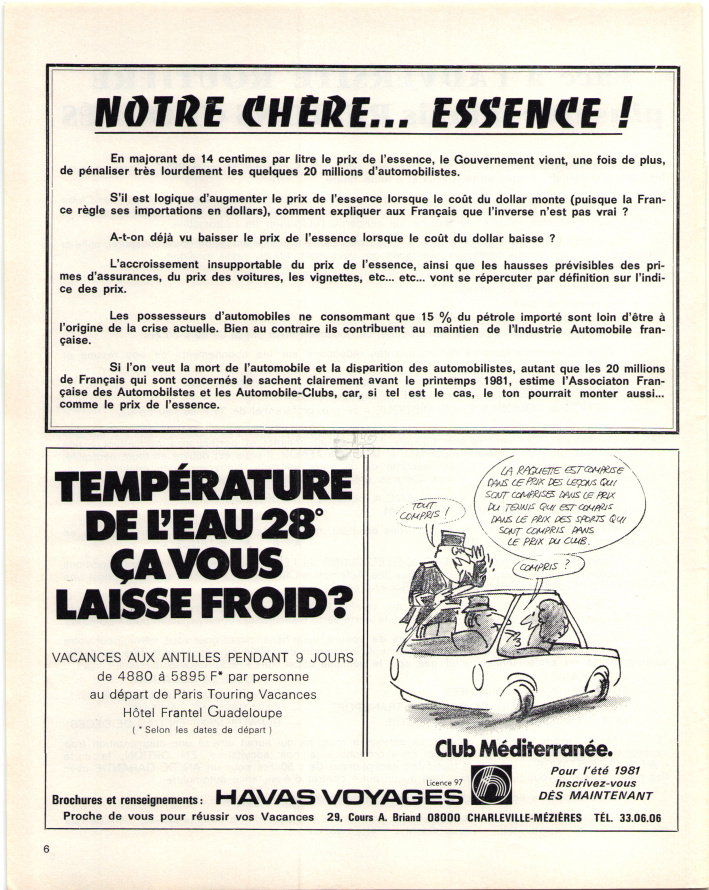 NOTRE CHÈRE... ESSENCE !
En majorant de 14 centimes par litre le prix de l'essence, le Gouvernement vient, une fois de plus,
de pénaliser très lourdement les quelques 20 millions d'automobilistes.
S'il est logique d'augmenter le prix de l'essence lorsque le coût du dollar monte (puisque la Fran-
ce règle ses importations en dollars), comment expliquer aux Français que l'inverse n'est pas vrai ?
A-t-on déjà vu baisser le prix de l'essence lorsque le coût du dollar baisse ?
L'accroissement insupportable du prix de l'essence, ainsi que les hausses prévisibles des pri-
mes d'assurances, du prix des voitures, les vignettes, etc... etc... vont se répercuter par définition sur l'indi-
ce des prix.
Les possesseurs d'automobiles ne consommant que 15 % du pétrole importé sont loin d'être à
l'origine de la crise actuelle. Bien au contraire ils contribuent au maintien de l'Industrie Automobile fran-
çaise.
Si l'on veut la mort de l'automobile et la disparition des automobilistes, autant que les 20 millions
de Français qui sont concernés le sachent clairement avant le printemps 1981, estime l'Associaton Fran-
çaise des Automobilstes et les Automobile-Clubs, car, si tel est le cas, le ton pourrait monter aussi...
comme le prix de l'essence.
TEMPÉRATURE
DE L'EAU 28°
ÇA VOUS
LAISSE FROID?
VACANCES AUX ANTILLES PENDANT 9 JOURS
de 4880 à 5895 F* par personne
au départ de Paris Touring Vacances
Hôtel Frantel Guadeloupe
(*Selon les dates de départ)
TOUT
COMPRIS !
LA RAQUETTE EST COMPRISE
DANS LE PRIX DES LEÇONS QUI
SONT COMPRISES DANS LE PRIX
DU TENNIS QUI EST COMPRIS
DANS LE PRIX DES SPORTS QUI
SONT COMPRIS DANS
LE PRIX DU CLUB.
COMPRIS ?
Club Méditerranée.
Brochures et renseignements : HAVAS VOYAGES
Licence 97
Pour l'été 1981
Inscrivez-vous
DÈS MAINTENANT
Proche de vous pour réussir vos Vacances 29, Cours A. Briand 08000 CHARLEVILLE-MÉZIÈRES TÉL. 33.06.06
6